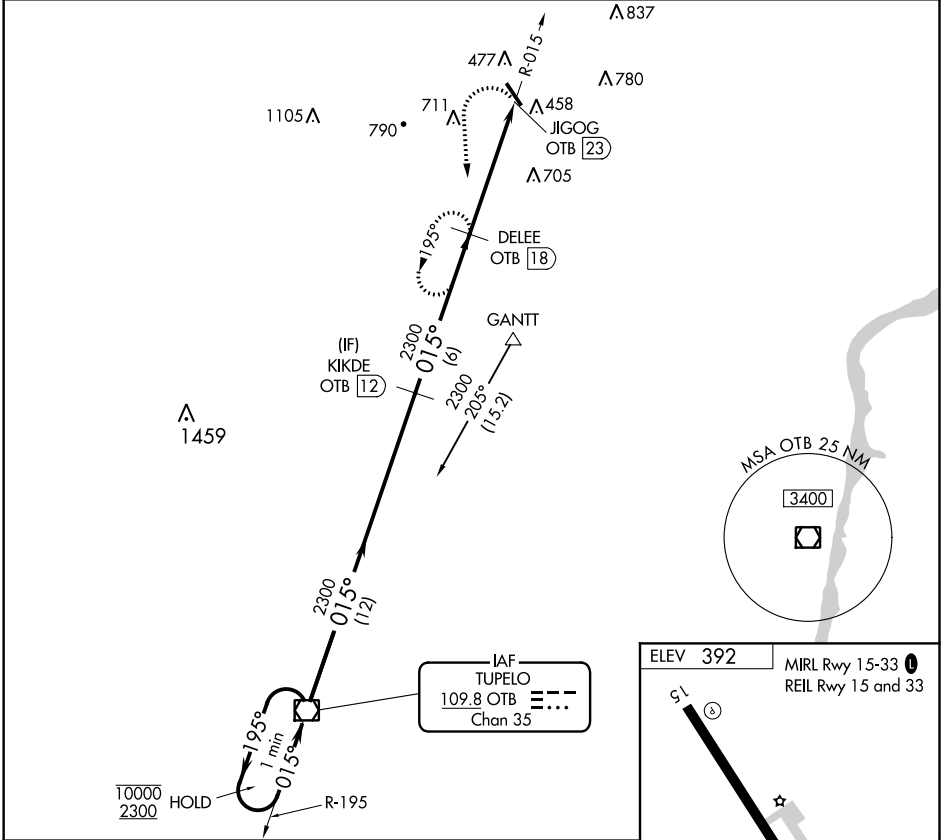 837
477
R-015
780
1105
711
458
790
JIGOG
OTB 23
705
195°
DELEE
OTB 18
GANTT
2300
015°
(6)
(IF)
KIKDE
OTB 12
2300
205°
(15.2)
1459
MSA OTB 25 NM
3400
2300
015°
(12)
IAF
TUPELO
109.8 OTB
Chan 35
195°
1 min
015°
10000
2300
HOLD
R-195
ELEV 392
MIRL Rwy 15-33 L
REIL Rwy 15 and 33
15
P